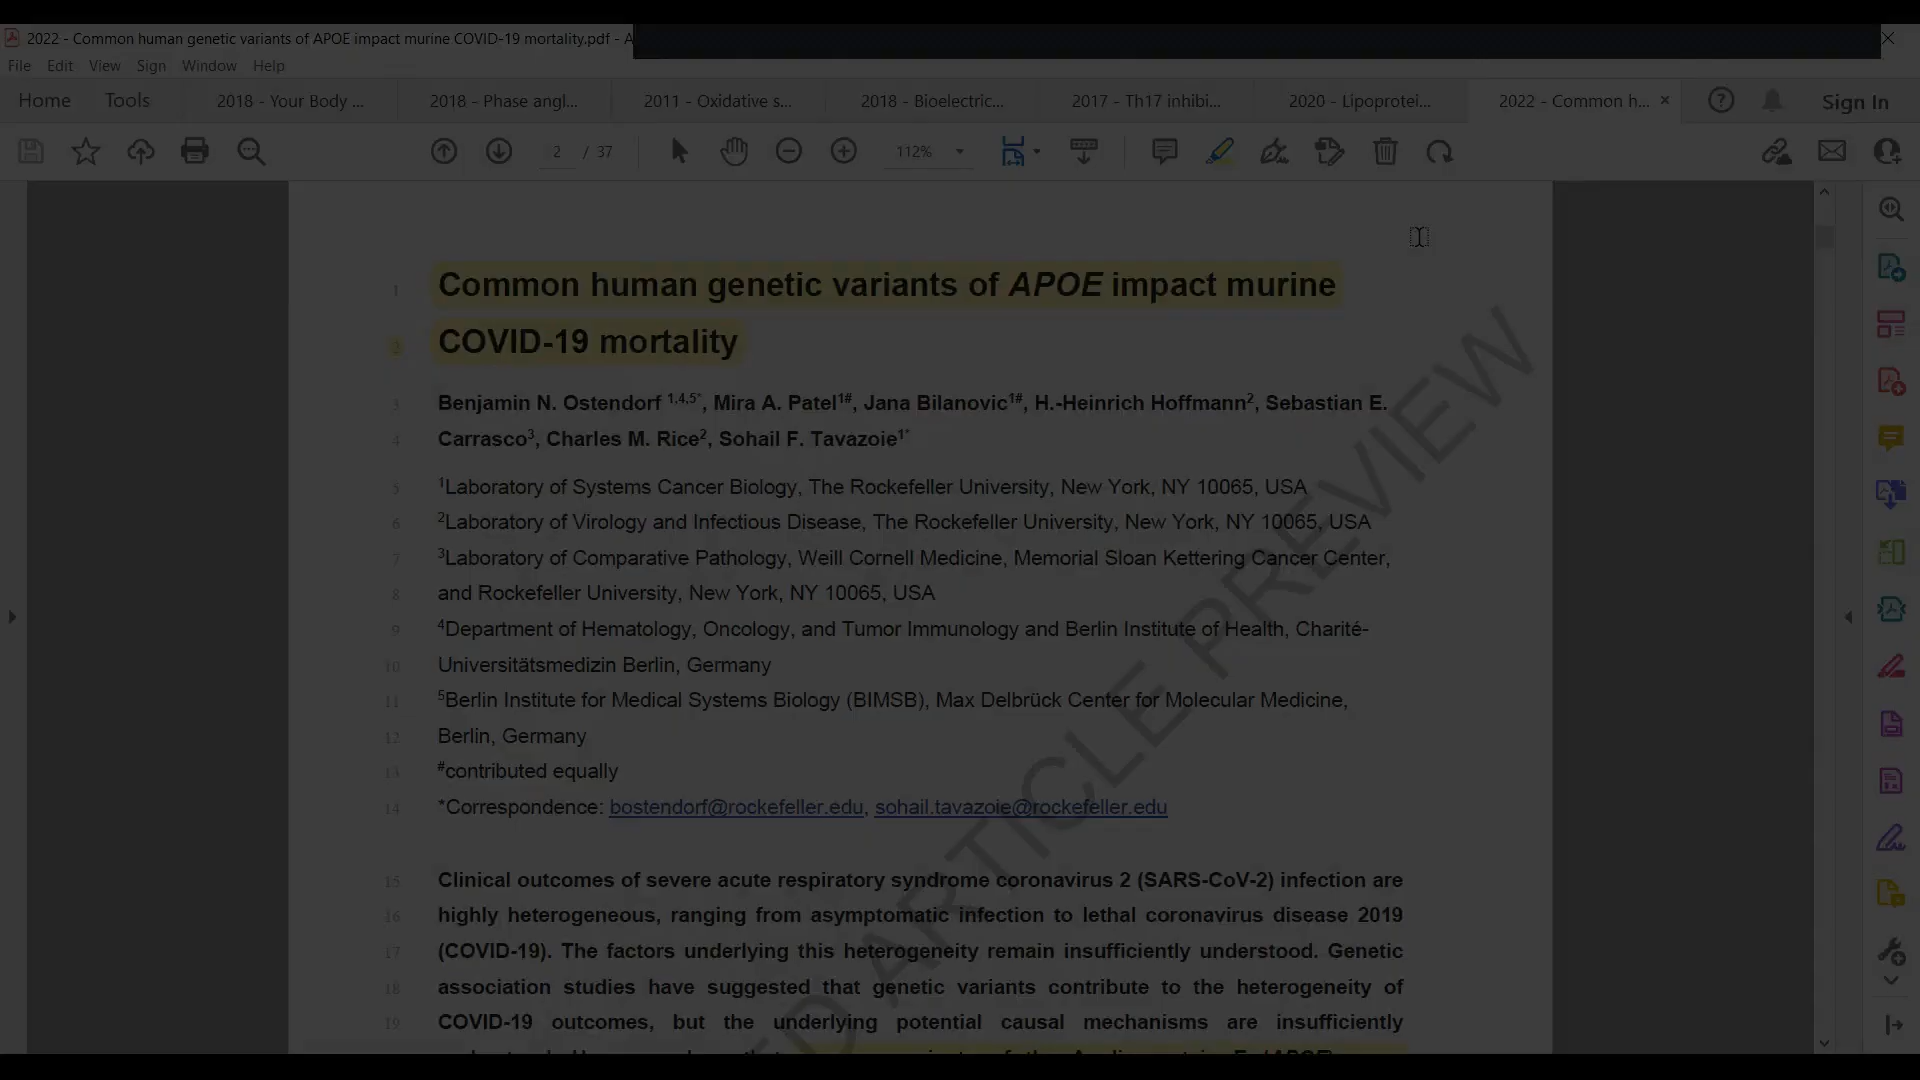 2022 - Common human genetic variants of APOE impact murine COVID-19 mortality.pdf - A
File Edit View Sign Window Help
Home Tools 2018 - Your Body ... 2018 - Phase angl... 2011 - Oxidative s... 2018 - Bioelectric... 2017 - Th17 inhibi... 2020 - Lipoprotei... 2022 - Common h... Sign In
2 / 37 112%
1 Common human genetic variants of APOE impact murine
2 COVID-19 mortality
3 Benjamin N. Ostendorf 1,4,5*, Mira A. Patel1#, Jana Bilanovic1#, H.-Heinrich Hoffmann2, Sebastian E.
4 Carrasco3, Charles M. Rice2, Sohail F. Tavazoie1*
5 1Laboratory of Systems Cancer Biology, The Rockefeller University, New York, NY 10065, USA
6 2Laboratory of Virology and Infectious Disease, The Rockefeller University, New York, NY 10065, USA
7 3Laboratory of Comparative Pathology, Weill Cornell Medicine, Memorial Sloan Kettering Cancer Center,
8 and Rockefeller University, New York, NY 10065, USA
9 4Department of Hematology, Oncology, and Tumor Immunology and Berlin Institute of Health, Charité-
10 Universitätsmedizin Berlin, Germany
11 5Berlin Institute for Medical Systems Biology (BIMSB), Max Delbrück Center for Molecular Medicine,
12 Berlin, Germany
13 #contributed equally
14 *Correspondence: bostendorf@rockefeller.edu, sohail.tavazoie@rockefeller.edu
15 Clinical outcomes of severe acute respiratory syndrome coronavirus 2 (SARS-CoV-2) infection are
16 highly heterogeneous, ranging from asymptomatic infection to lethal coronavirus disease 2019
17 (COVID-19). The factors underlying this heterogeneity remain insufficiently understood. Genetic
18 association studies have suggested that genetic variants contribute to the heterogeneity of
19 COVID-19 outcomes, but the underlying potential causal mechanisms are insufficiently
ARTICLE PREVIEW